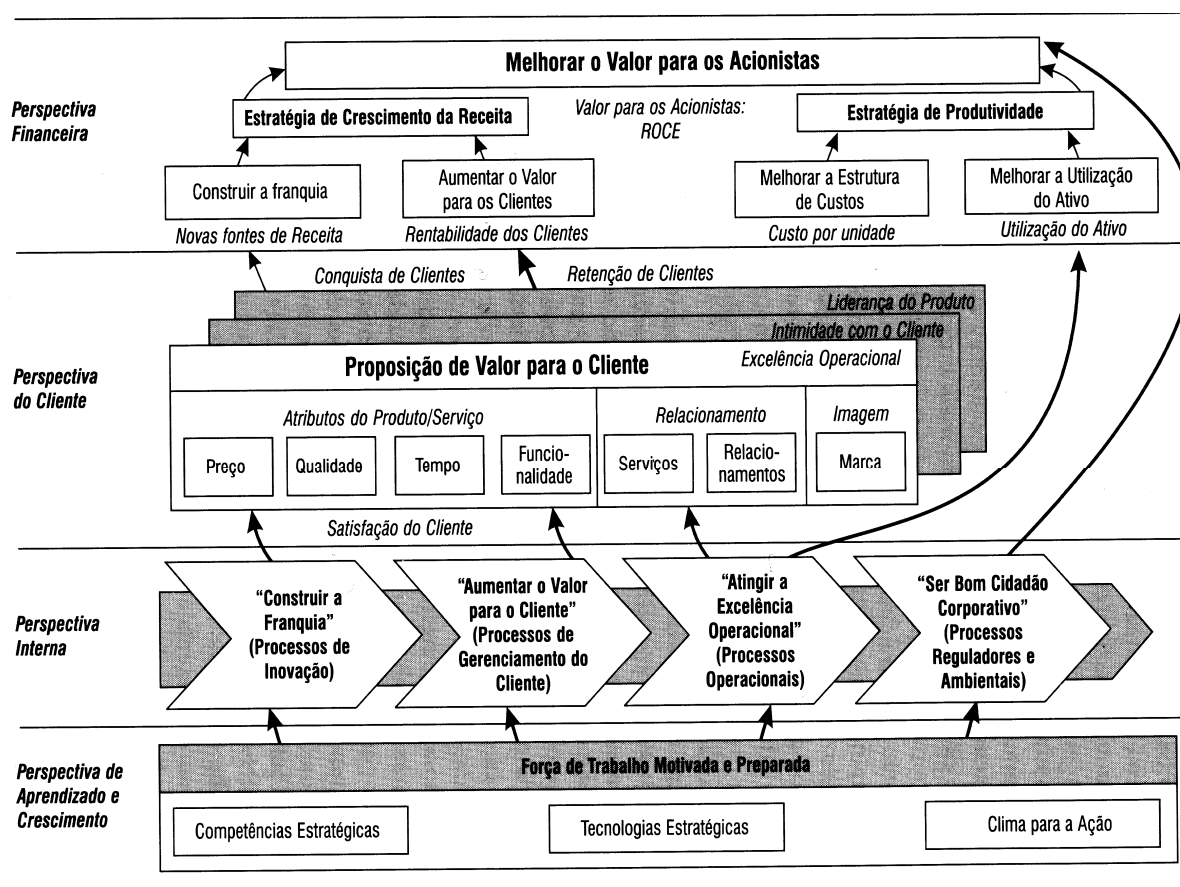 Melhorar o Valor para os Acionistas
Perspectiva
Financeira
Estratégia de Crescimento da Receita
Valor para os Acionistas:
ROCE
Estratégia de Produtividade
Construir a franquia
Aumentar o Valor
para os Clientes
Melhorar a Estrutura
de Custos
Melhorar a Utilização
do Ativo
Novas fontes de Receita
Rentabilidade dos Clientes
Custo por unidade
Utilização do Ativo
Conquista de Clientes
Retenção de Clientes
Liderança do Produto
Intimidade com o Cliente
Excelência Operacional
Perspectiva
do Cliente
Proposição de Valor para o Cliente
Atributos do Produto/Serviço
Relacionamento
Imagem
Preço
Qualidade
Tempo
Funcio-
nalidade
Serviços
Relacio-
namentos
Marca
Satisfação do Cliente
Perspectiva
Interna
“Construir a
Franquia”
(Processos de
Inovação)
“Aumentar o Valor
para o Cliente”
(Processos de
Gerenciamento do
Cliente)
“Atingir a
Excelência
Operacional”
(Processos
Operacionais)
“Ser Bom Cidadão
Corporativo”
(Processos
Reguladores e
Ambientais)
Perspectiva de
Aprendizado e
Crescimento
Força de Trabalho Motivada e Preparada
Competências Estratégicas
Tecnologias Estratégicas
Clima para a Ação